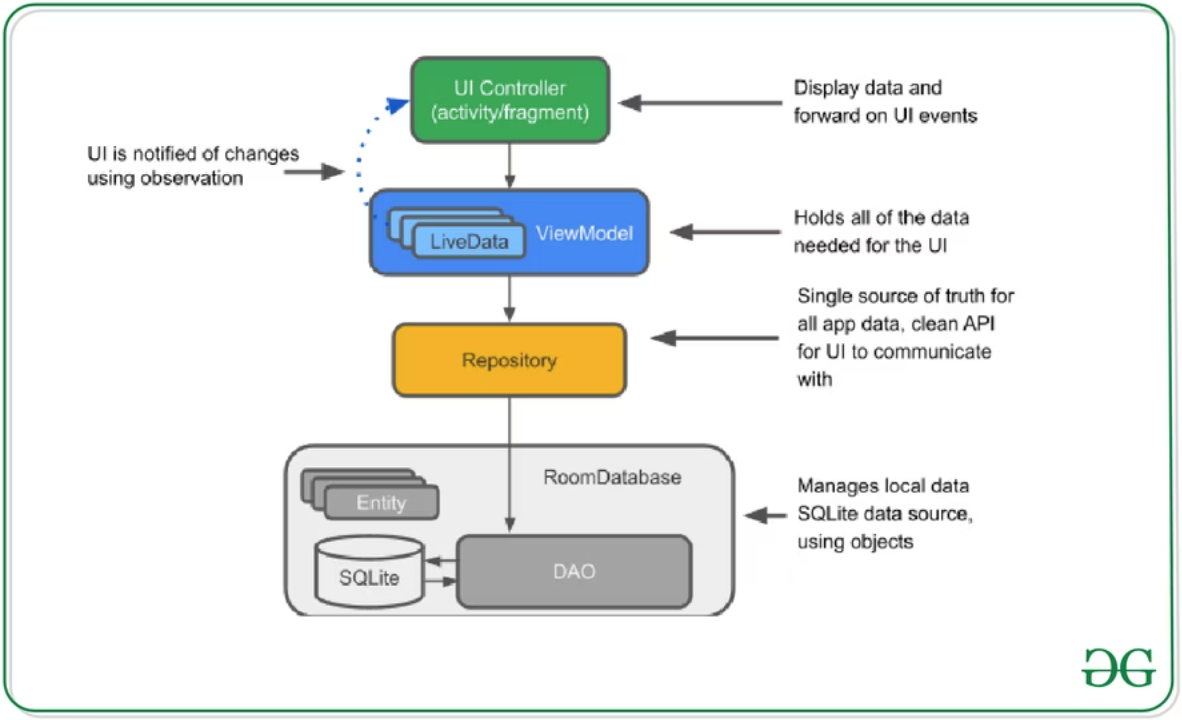 UI Controller
(activity/fragment)
Display data and
forward on UI events
UI is notified of changes
using observation
LiveData
ViewModel
Holds all of the data
needed for the UI
Single source of truth for
all app data, clean API
for UI to communicate
with
Repository
RoomDatabase
Entity
SQLite
DAO
Manages local data
SQLite data source,
using objects